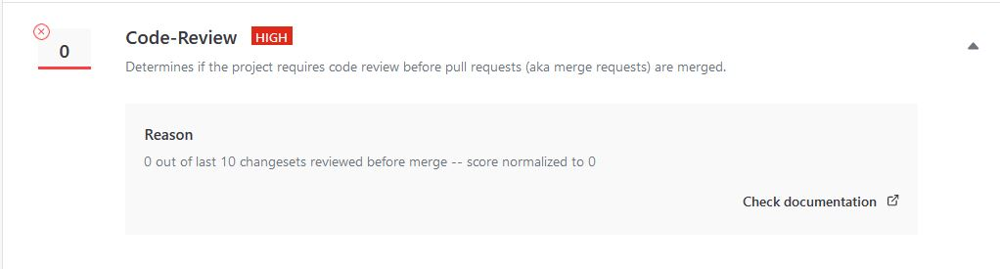 0
Code-Review HIGH
Determines if the project requires code review before pull requests (aka merge requests) are merged.
Reason
0 out of last 10 changesets reviewed before merge -- score normalized to 0
Check documentation